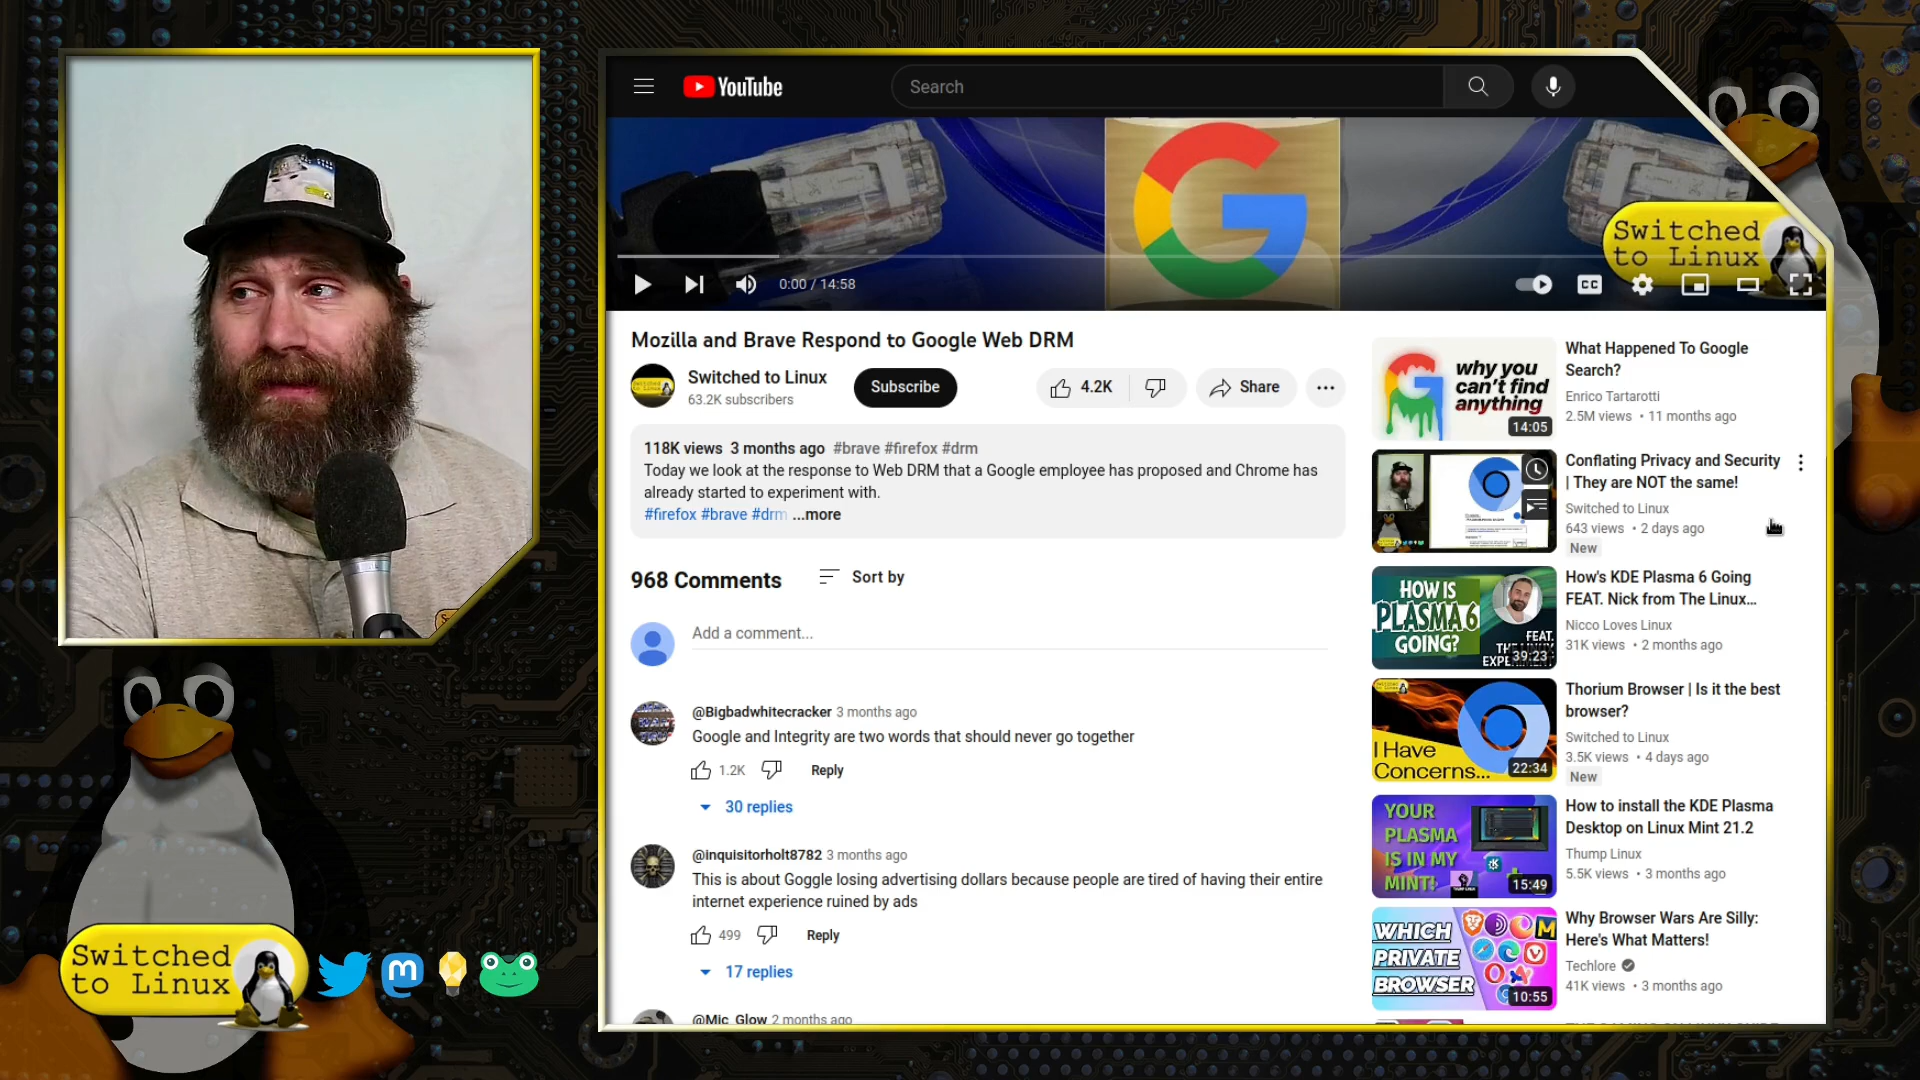 YouTube
Search
Switched
to Linux
0:00 / 14:58
CC
Mozilla and Brave Respond to Google Web DRM
Switched to Linux
63.2K subscribers
Subscribe
4.2K
Share
118K views 3 months ago #brave #firefox #drm
Today we look at the response to Web DRM that a Google employee has proposed and Chrome has
already started to experiment with.
#firefox #brave #drm ...more
968 Comments
Sort by
Add a comment...
@Bigbadwhitecracker 3 months ago
Google and Integrity are two words that should never go together
1.2K
Reply
30 replies
@inquisitorholt8782 3 months ago
This is about Goggle losing advertising dollars because people are tired of having their entire
internet experience ruined by ads
499
Reply
17 replies
@Mic_Glow 2 months ago
why you
can't find
anything
14:05
What Happened To Google
Search?
Enrico Tartarotti
2.5M views • 11 months ago
Conflating Privacy and Security
| They are NOT the same!
Switched to Linux
643 views • 2 days ago
New
HOW IS
PLASMA 6
GOING?
FEAT.
39:23
How's KDE Plasma 6 Going
FEAT. Nick from The Linux...
Nicco Loves Linux
31K views • 2 months ago
I Have
Concerns...
22:34
Thorium Browser | Is it the best
browser?
Switched to Linux
3.5K views • 4 days ago
New
YOUR
PLASMA
IS IN MY
MINT!
15:49
How to install the KDE Plasma
Desktop on Linux Mint 21.2
Thump Linux
5.5K views • 3 months ago
WHICH
PRIVATE
BROWSER
10:55
Why Browser Wars Are Silly:
Here's What Matters!
Techlore
41K views • 3 months ago
Switched
to Linux